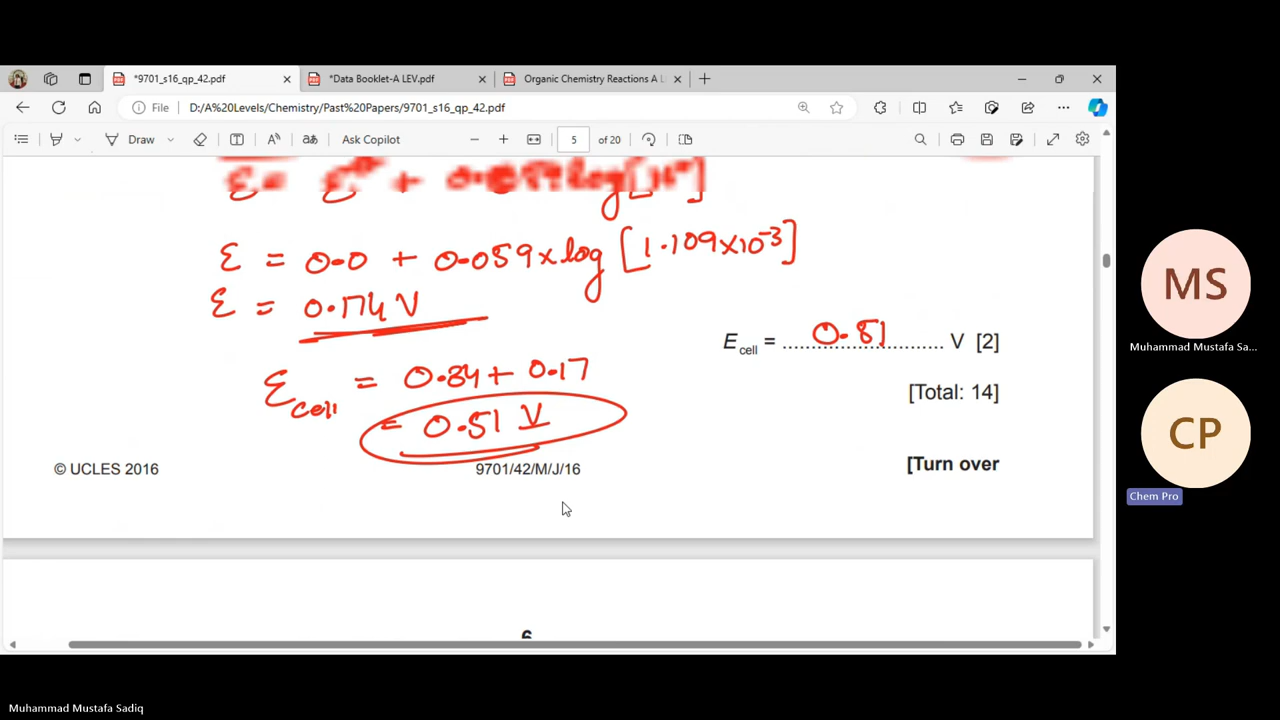 *9701_s16_qp_42.pdf
*Data Booklet-A LEV.pdf
Organic Chemistry Reactions A L
File D:/A%20Levels/Chemistry/Past%20Papers/9701_s16_qp_42.pdf
Draw
Ask Copilot
5 of 20
E = 0.0 + 0.059 x log [1.109x10⁻³]
E = 0.174 V
E cell = 0.51 V [2]
[Total: 14]
E cell = 0.34 + 0.17
= 0.51 V
© UCLES 2016 9701/42/M/J/16 [Turn over
6
MS
Muhammad Mustafa Sa...
CP
Chem Pro
Muhammad Mustafa Sadiq